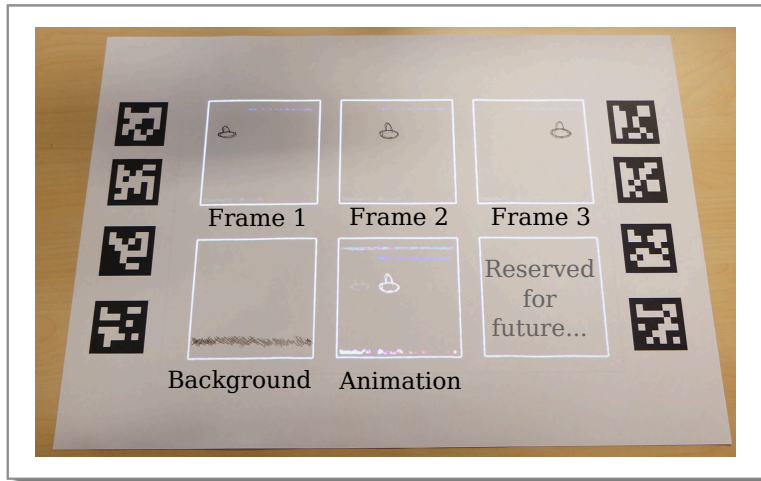 Frame 1
Frame 2
Frame 3
Reserved
for
future...
Background
Animation